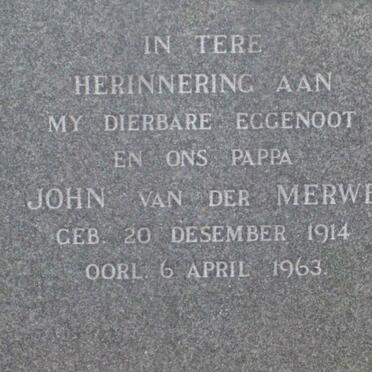 IN TERE
HERINNERING AAN
MY DIERBARE EGGENOOT
EN ONS PAPPA
JOHN VAN DER MERWE
GEB. 20 DESEMBER 1914
OORL. 6 APRIL 1963.